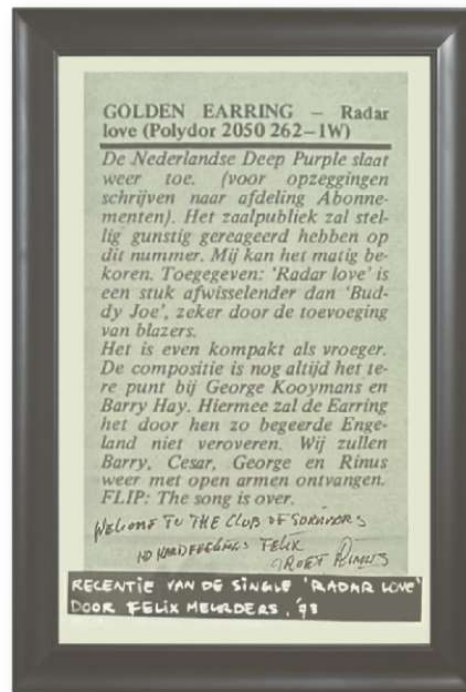 GOLDEN EARRING – Radar
love (Polydor 2050 262–1W)
De Nederlandse Deep Purple slaat
weer toe. (voor opzeggingen
schrijven naar afdeling Abonne-
menten). Het zaalpubliek zal stel-
lig gunstig gereageerd hebben op
dit nummer. Mij kan het matig be-
koren. Toegegeven: 'Radar love' is
een stuk afwisselender dan 'Bud-
dy Joe', zeker door de toevoeging
van blazers.
Het is even kompakt als vroeger.
De compositie is nog altijd het te-
re punt bij George Kooymans en
Barry Hay. Hiermee zal de Earring
het door hen zo begeerde Enge-
land niet veroveren. Wij zullen
Barry, Cesar, George en Rinus
weer met open armen ontvangen.
FLIP: The song is over.
WELCOME TO THE CLUB OF
NO HARD FEELINGS FELIX
GROET RINUS
RECENTIE VAN DE SINGLE 'RADAR LOVE'
DOOR FELIX MEURDERS.